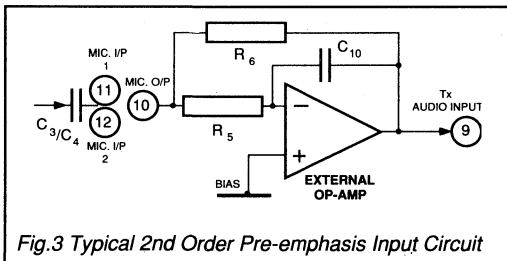 R6
C10
MIC. I/P
1
MIC. O/P
11
10
12
C3/C4
MIC. I/P
2
R5
−
+
BIAS
EXTERNAL
OP-AMP
Tx
AUDIO INPUT
9
Fig.3 Typical 2nd Order Pre-emphasis Input Circuit